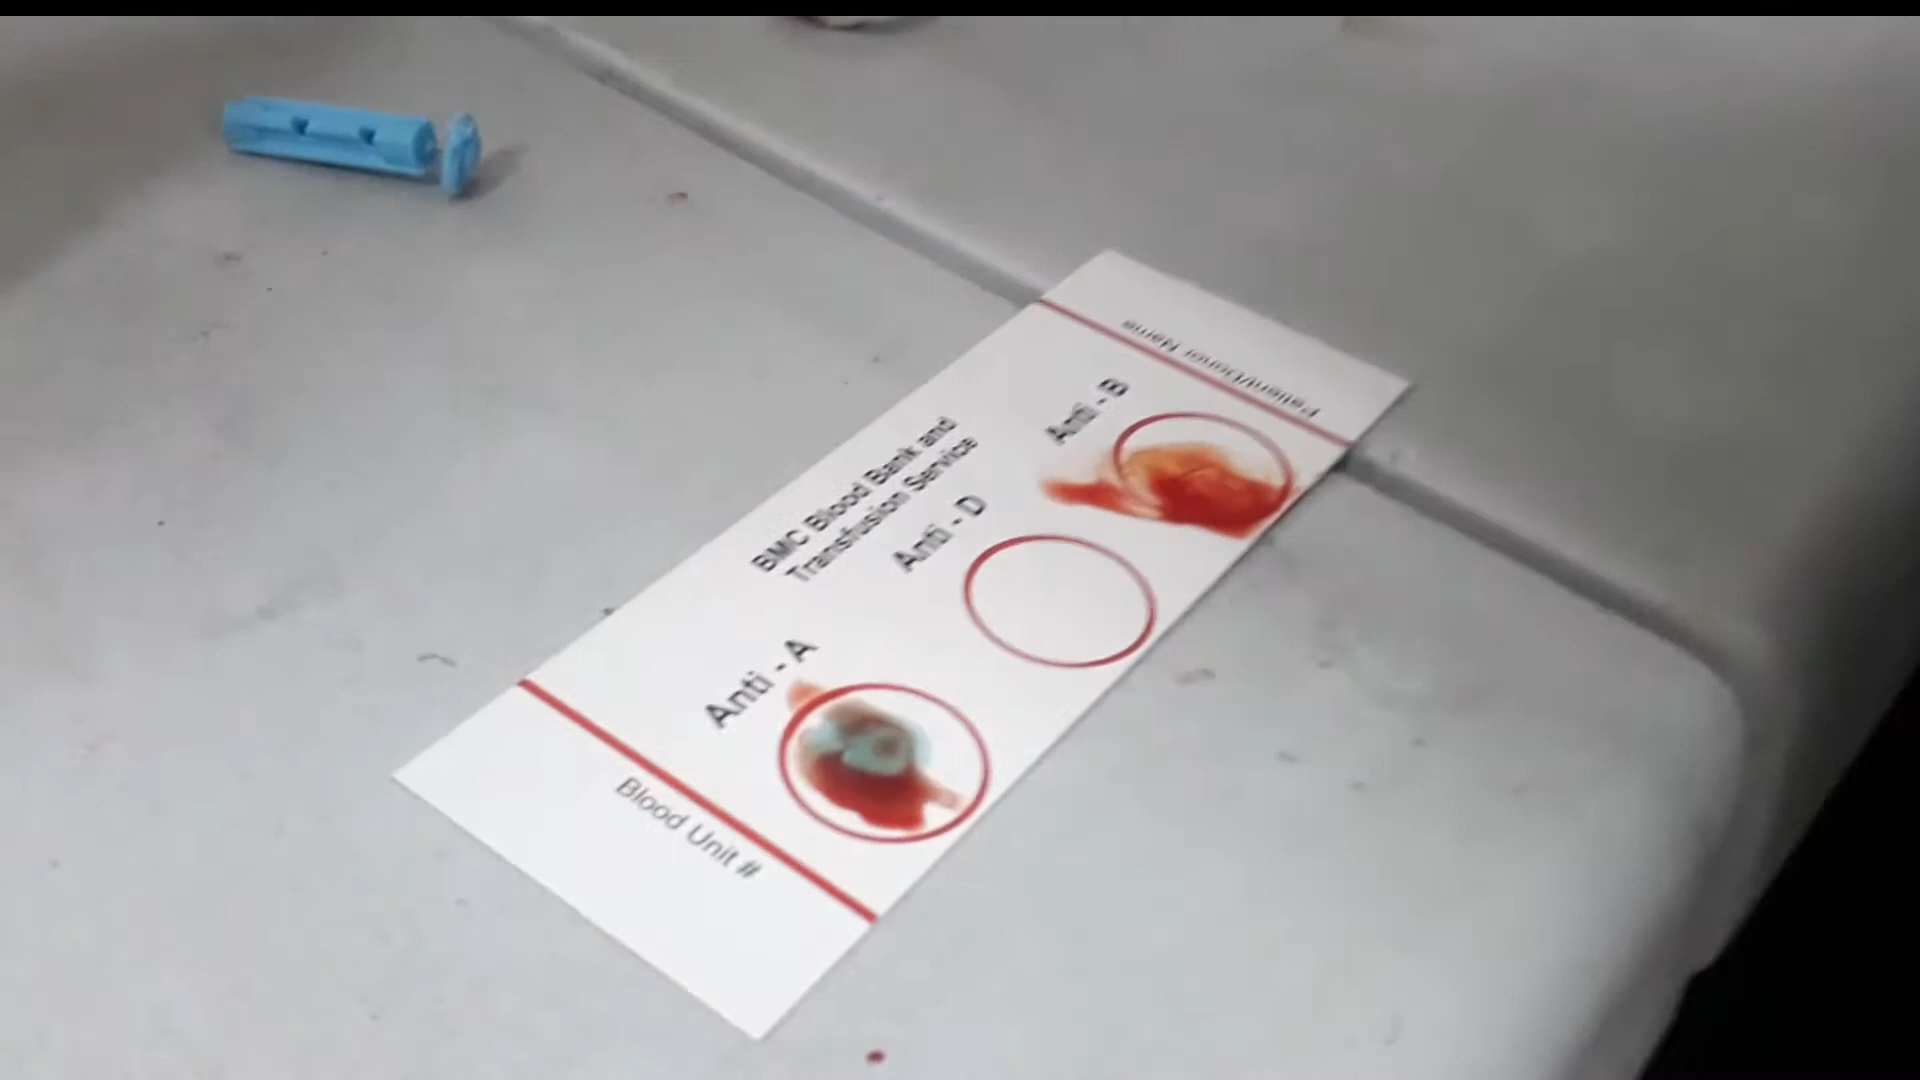 BMC Blood Bank and
Transfusion Service
Anti - A
Anti - D
Anti - B
Blood Unit #
Patient/Donor Name